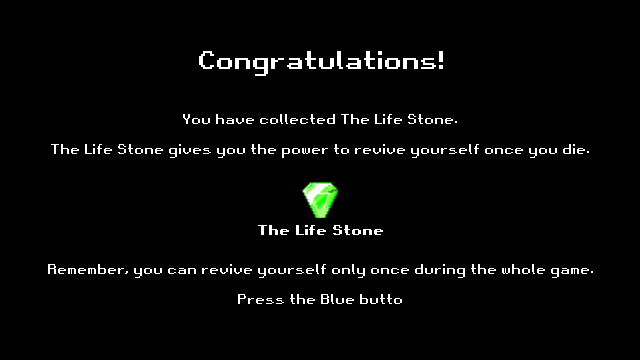 Congratulations!
You have collected The Life Stone.
The Life Stone gives you the power to revive yourself once you die.
The Life Stone
Remember, you can revive yourself only once during the whole game.
Press the Blue butto